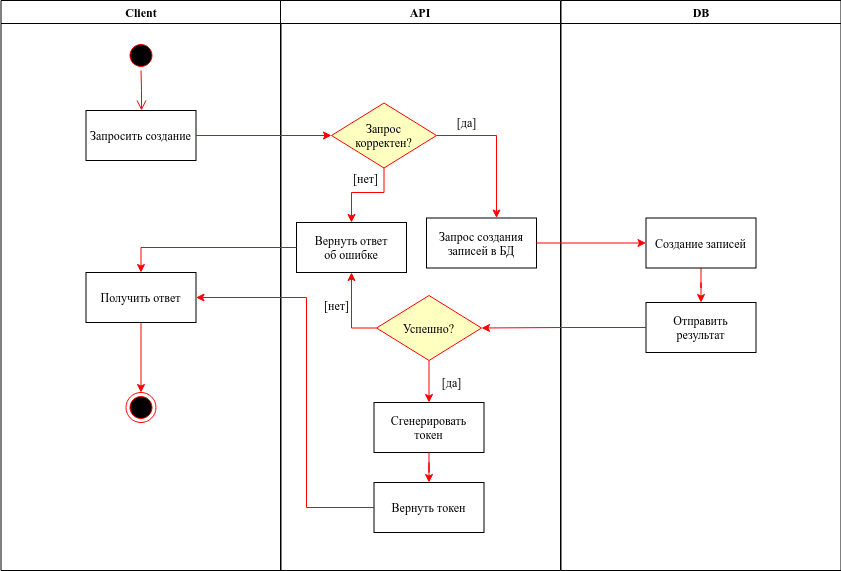 Client
API
DB
Запросить создание
Запрос
корректен?
[да]
[нет]
Вернуть ответ
об ошибке
Запрос создания
записей в БД
Создание записей
Получить ответ
[нет]
Успешно?
Отправить
результат
[да]
Сгенерировать
токен
Вернуть токен